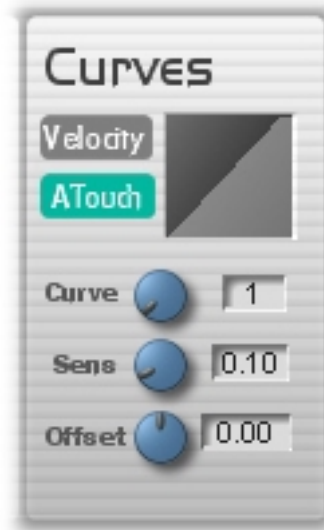 Curves
Velocity
ATouch
Curve 1
Sens 0.10
Offset 0.00